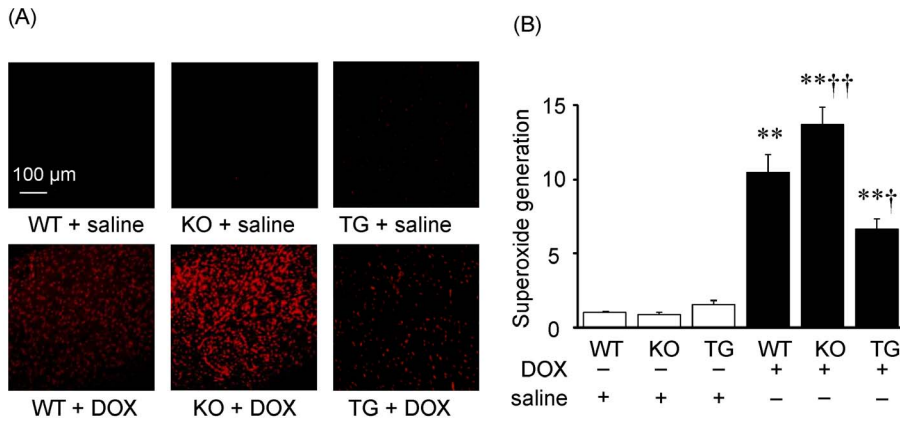 (A)
100 µm
WT + saline KO + saline TG + saline
WT + DOX KO + DOX TG + DOX
(B)
Superoxide generation
15
10
5
0
**
**††
**†
WT KO TG WT KO TG
DOX – – – + + +
saline + + + – – –